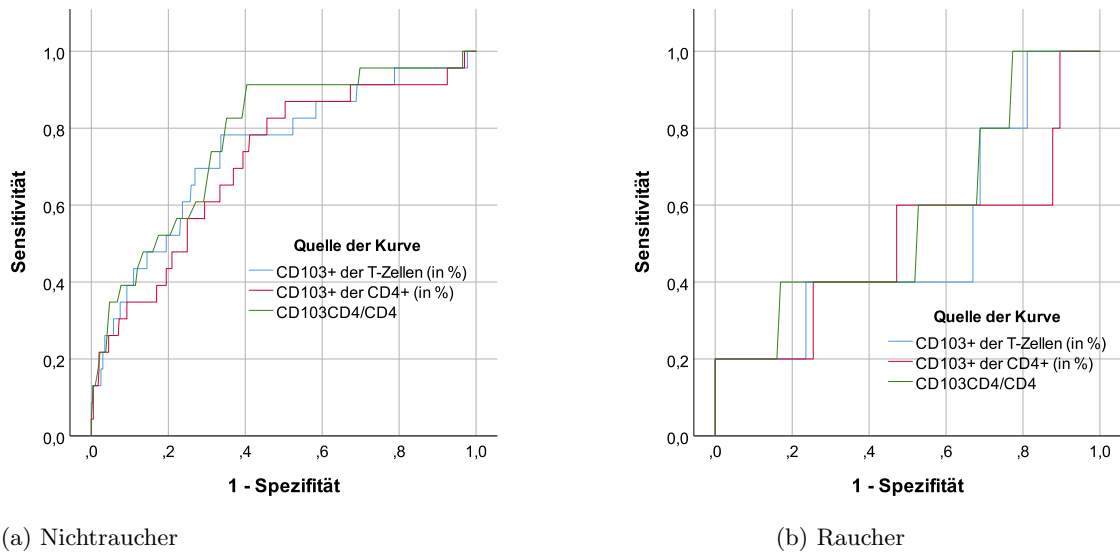 1,0
0,8
0,6
0,4
0,2
0,0
Sensitivität
,0 ,2 ,4 ,6 ,8 1,0
1 - Spezifität
Quelle der Kurve
CD103+ der T-Zellen (in %)
CD103+ der CD4+ (in %)
CD103CD4/CD4
(a) Nichtraucher
1,0
0,8
0,6
0,4
0,2
0,0
Sensitivität
,0 ,2 ,4 ,6 ,8 1,0
1 - Spezifität
Quelle der Kurve
CD103+ der T-Zellen (in %)
CD103+ der CD4+ (in %)
CD103CD4/CD4
(b) Raucher